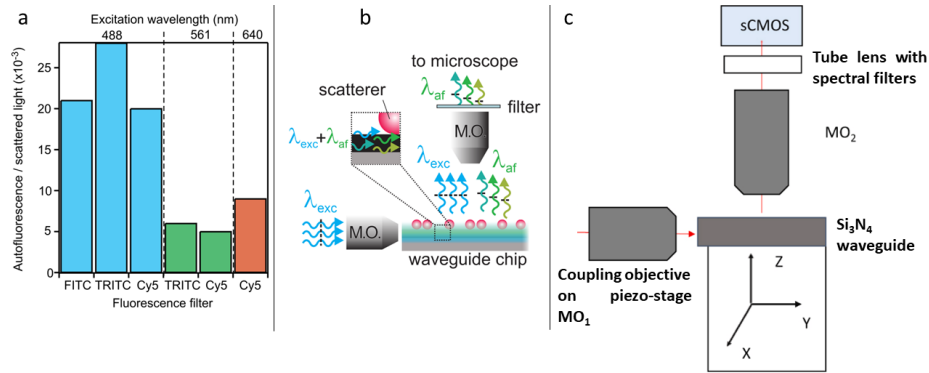 a
Excitation wavelength (nm)
488 561 640
Autofluorescence / scattered light (x10⁻³)
25
20
15
10
5
0
FITC TRITC Cy5 TRITC Cy5 Cy5
Fluorescence filter
b
to microscope
λaf
filter
scatterer
M.O.
λexc+λaf
λexc
λaf
λexc
M.O.
waveguide chip
c
sCMOS
Tube lens with
spectral filters
MO₂
Si₃N₄
waveguide
Coupling objective
on piezo-stage
MO₁
Z
Y
X